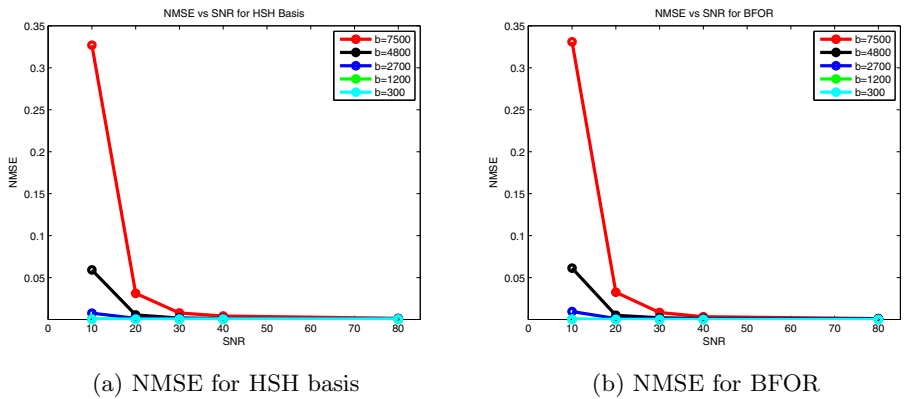 NMSE vs SNR for HSH Basis
b=7500
b=4800
b=2700
b=1200
b=300
0.35
0.3
0.25
0.2
0.15
0.1
0.05
NMSE
0 10 20 30 40 50 60 70 80
SNR
(a) NMSE for HSH basis
NMSE vs SNR for BFOR
b=7500
b=4800
b=2700
b=1200
b=300
0.35
0.3
0.25
0.2
0.15
0.1
0.05
NMSE
0 10 20 30 40 50 60 70 80
SNR
(b) NMSE for BFOR